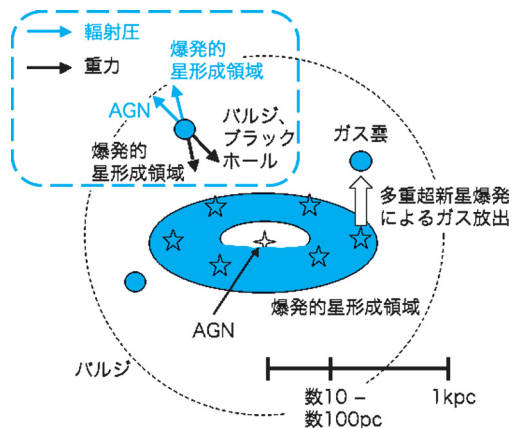 輻射圧
重力
爆発的
星形成領域
AGN
バルジ、
ブラック
ホール
爆発的
星形成領域
ガス雲
多重超新星爆発
によるガス放出
爆発的星形成領域
AGN
バルジ
数10 –
数100pc
1kpc